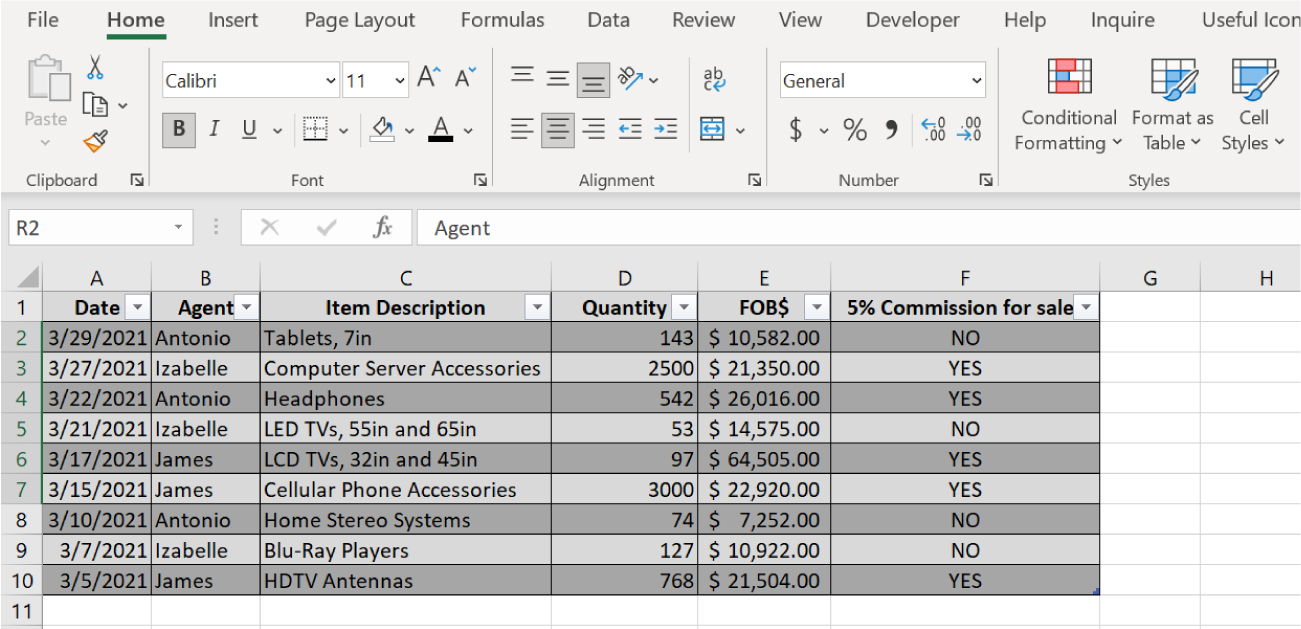 File Home Insert Page Layout Formulas Data Review View Developer Help Inquire Useful Icon
Calibri 11 A A ab General
Paste B I U A c $ % , .00 .00 Conditional Format as Cell
Formatting Table Styles
Clipboard Font Alignment Number Styles
R2 fx Agent
A B C D E F G H
1 Date Agent Item Description Quantity FOB$ 5% Commission for sale
2 3/29/2021 Antonio Tablets, 7in 143 $ 10,582.00 NO
3 3/27/2021 Izabelle Computer Server Accessories 2500 $ 21,350.00 YES
4 3/22/2021 Antonio Headphones 542 $ 26,016.00 YES
5 3/21/2021 Izabelle LED TVs, 55in and 65in 53 $ 14,575.00 NO
6 3/17/2021 James LCD TVs, 32in and 45in 97 $ 64,505.00 YES
7 3/15/2021 James Cellular Phone Accessories 3000 $ 22,920.00 YES
8 3/10/2021 Antonio Home Stereo Systems 74 $ 7,252.00 NO
9 3/7/2021 Izabelle Blu-Ray Players 127 $ 10,922.00 NO
10 3/5/2021 James HDTV Antennas 768 $ 21,504.00 YES
11